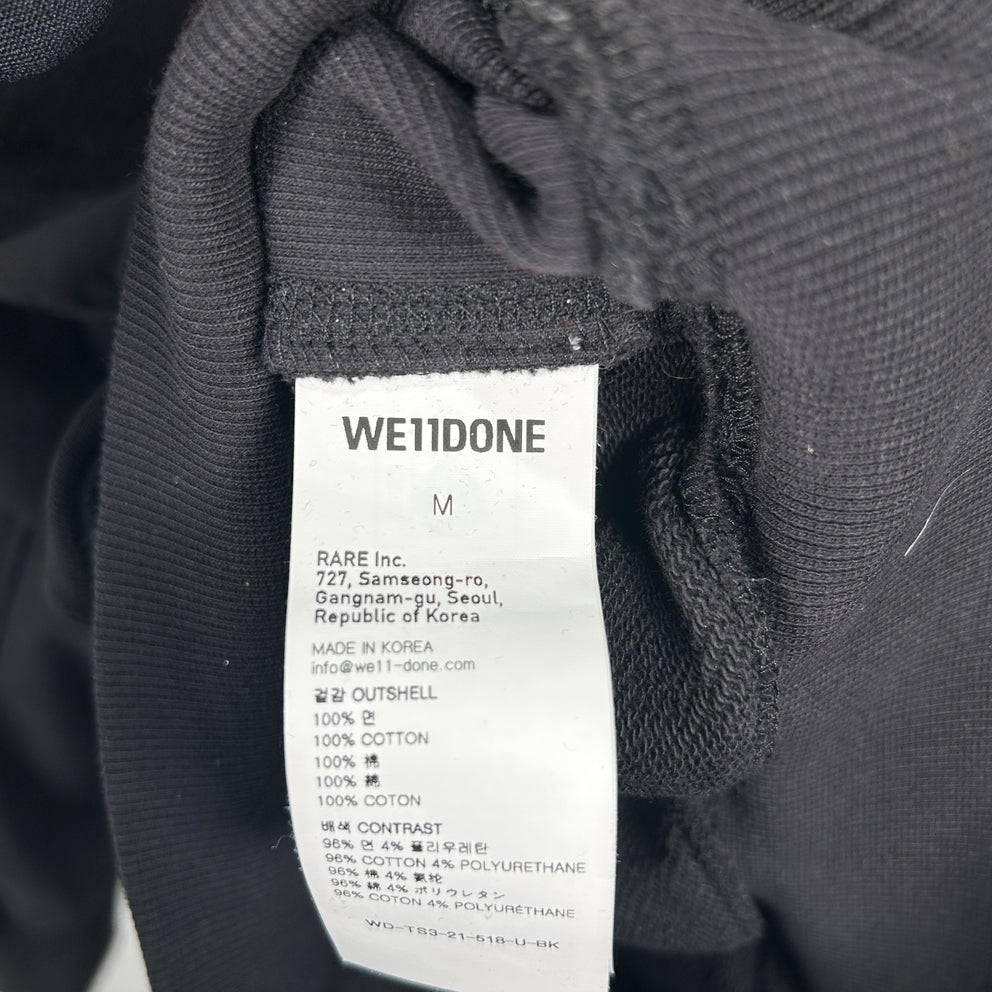 WE11DONE
M
RARE Inc.
727, Samseong-ro,
Gangnam-gu, Seoul,
Republic of Korea
MADE IN KOREA
info@we11-done.com
겉감 OUTSHELL
100% 면
100% COTTON
100% 棉
100% 綿
100% COTON
배색 CONTRAST
96% 면 4% 폴리우레탄
96% COTTON 4% POLYURETHANE
96% 棉 4% 氨纶
96% 綿 4% ポリウレタン
96% COTON 4% POLYURÉTHANE
WD-TS3-21-518-U-BK